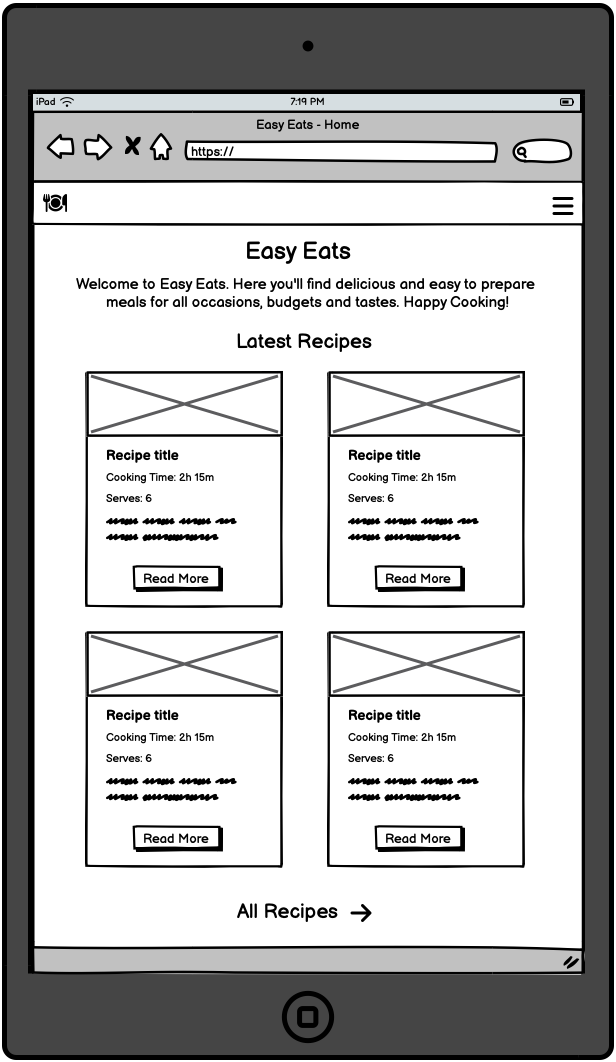 iPad 7:19 PM
Easy Eats - Home
https://
Easy Eats
Welcome to Easy Eats. Here you'll find delicious and easy to prepare
meals for all occasions, budgets and tastes. Happy Cooking!
Latest Recipes
Recipe title
Cooking Time: 2h 15m
Serves: 6
Read More
Recipe title
Cooking Time: 2h 15m
Serves: 6
Read More
Recipe title
Cooking Time: 2h 15m
Serves: 6
Read More
Recipe title
Cooking Time: 2h 15m
Serves: 6
Read More
All Recipes